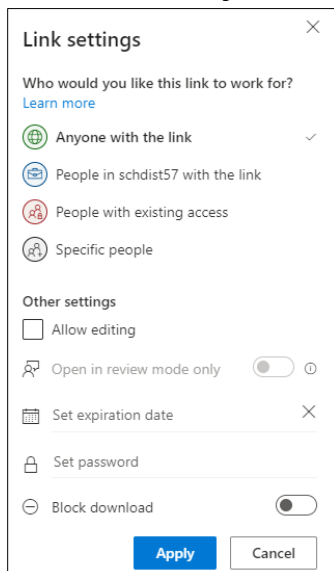 Link settings
Who would you like this link to work for?
Learn more
Anyone with the link
People in schdist57 with the link
People with existing access
Specific people
Other settings
Allow editing
Open in review mode only
Set expiration date
Set password
Block download
Apply Cancel